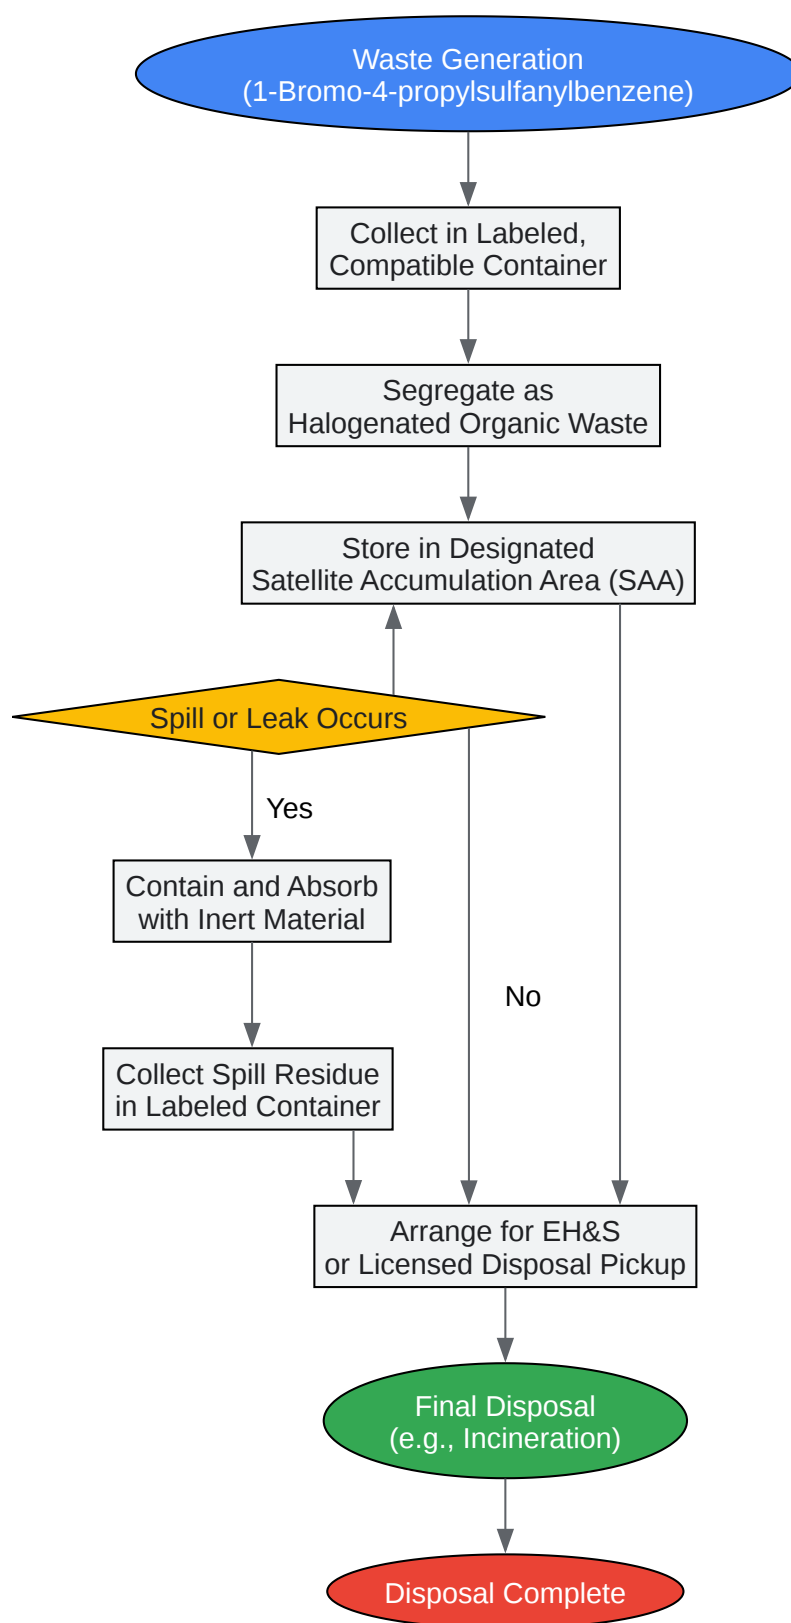 Waste Generation
(1-Bromo-4-propylsulfanylbenzene)
Collect in Labeled,
Compatible Container
Segregate as
Halogenated Organic Waste
Store in Designated
Satellite Accumulation Area (SAA)
Spill or Leak Occurs
Yes
Contain and Absorb
with Inert Material
No
Collect Spill Residue
in Labeled Container
Arrange for EH&S
or Licensed Disposal Pickup
Final Disposal
(e.g., Incineration)
Disposal Complete